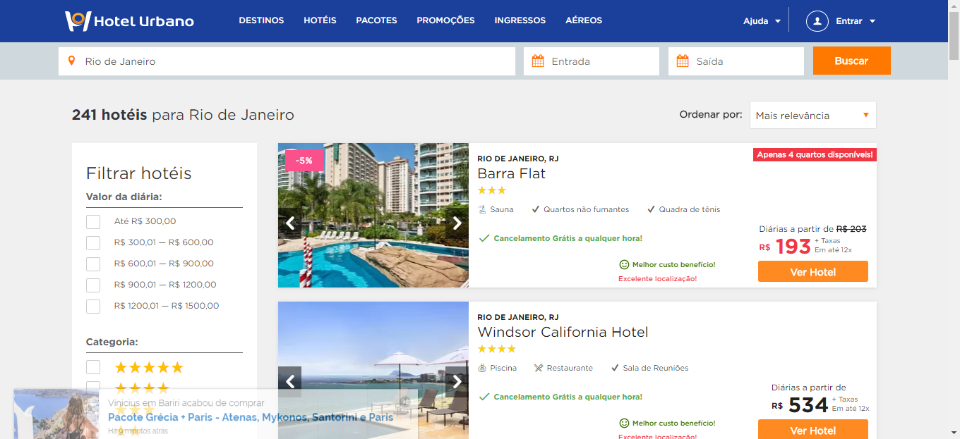 Hotel Urbano
DESTINOS HOTÉIS PACOTES PROMOÇÕES INGRESSOS AÉREOS
Ajuda Entrar
Rio de Janeiro
Entrada
Saída
Buscar
241 hotéis para Rio de Janeiro
Ordenar por: Mais relevância
Filtrar hotéis
Valor da diária:
Até R$ 300,00
R$ 300,01 — R$ 600,00
R$ 600,01 — R$ 900,00
R$ 900,01 — R$ 1200,00
R$ 1200,01 — R$ 1500,00
Categoria:
-5%
RIO DE JANEIRO, RJ
Apenas 4 quartos disponíveis!
Barra Flat
Sauna Quartos não fumantes Quadra de tênis
Cancelamento Grátis a qualquer hora!
Melhor custo benefício!
Excelente localização!
Diárias a partir de R$ 203
R$ 193 + Taxas
Em até 12x
Ver Hotel
RIO DE JANEIRO, RJ
Windsor California Hotel
Piscina Restaurante Sala de Reuniões
Cancelamento Grátis a qualquer hora!
Melhor custo benefício!
Excelente localização!
Diárias a partir de
R$ 534 + Taxas
Em até 12x
Ver Hotel
Vinicius em Bariri acabou de comprar
Pacote Grécia + Paris - Atenas, Mykonos, Santorini e Paris
minutos atrás